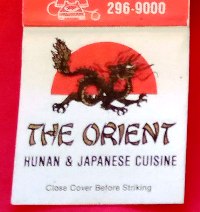 296-9000
THE ORIENT
HUNAN & JAPANESE CUISINE
Close Cover Before Striking